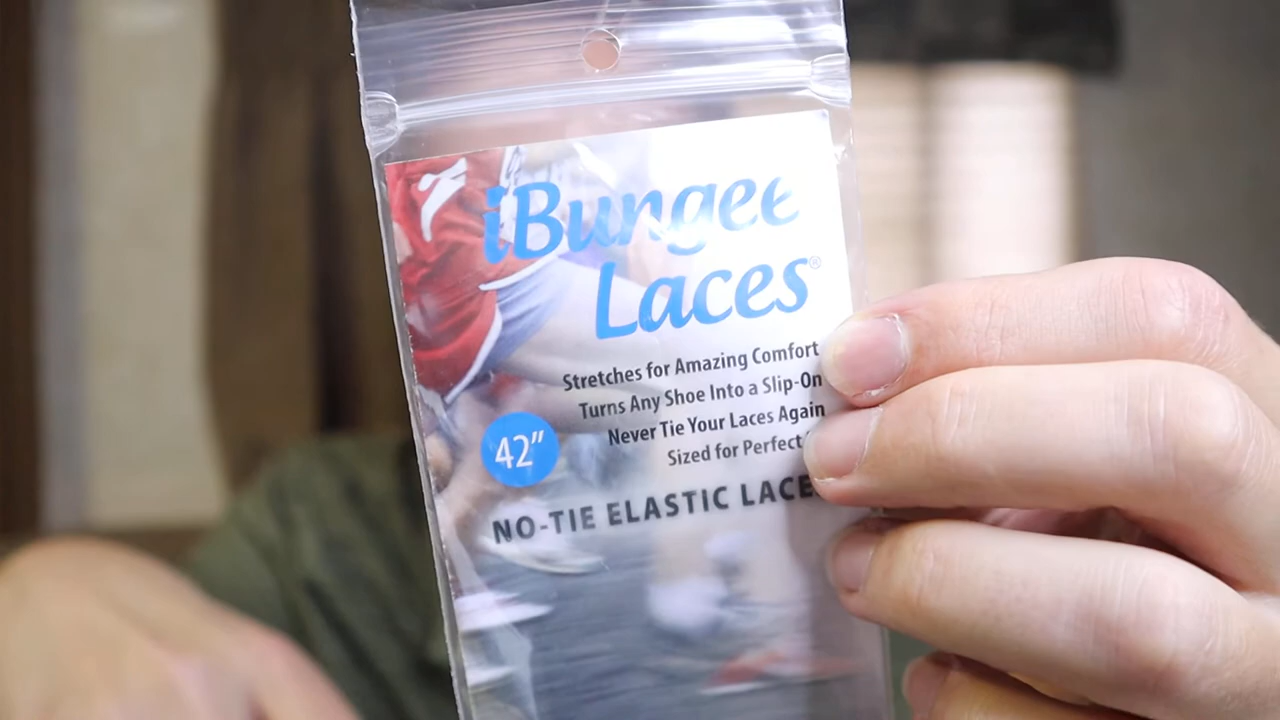 iBungee
Laces®
Stretches for Amazing Comfort
Turns Any Shoe Into a Slip-On
Never Tie Your Laces Again
Sized for Perfect
42"
NO-TIE ELASTIC LACE